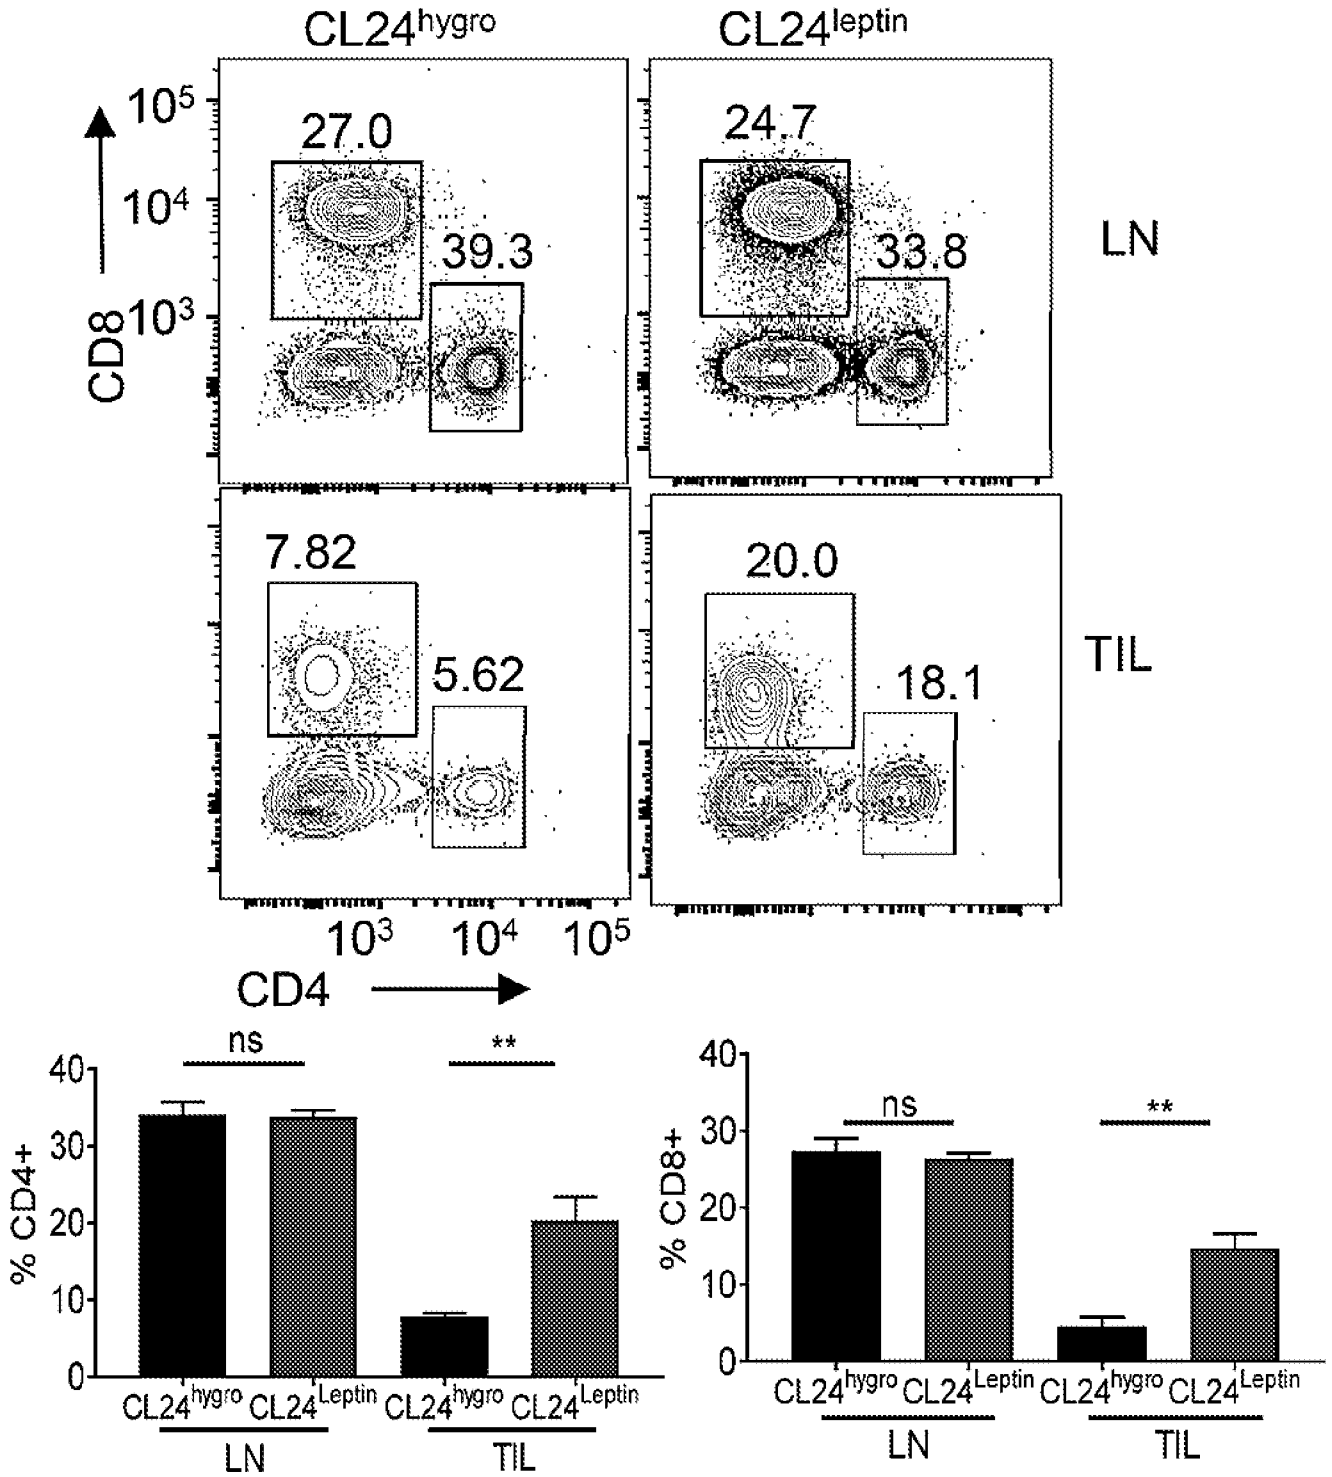 CL24hygro CL24leptin
10⁵
27.0 24.7
10⁴
39.3 33.8
LN
CD8
10³
7.82 20.0
5.62 18.1
TIL
10³ 10⁴ 10⁵
CD4
ns **
40
30
20
10
0
% CD4+
CL24hygro CL24Leptin CL24hygro CL24Leptin
LN TIL
ns **
40
30
20
10
0
% CD8+
CL24hygro CL24Leptin CL24hygro CL24Leptin
LN TIL